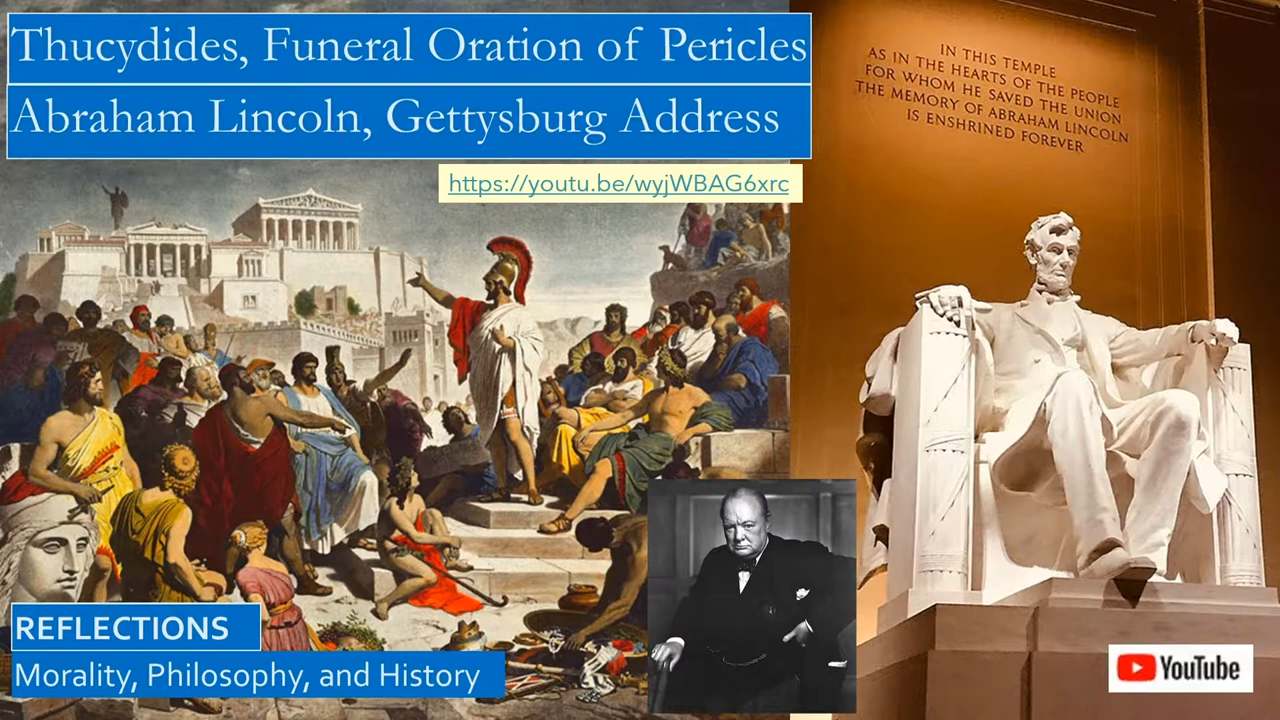 Thucydides, Funeral Oration of Pericles
Abraham Lincoln, Gettysburg Address
https://youtu.be/wyjWBAG6xrc
IN THIS TEMPLE
AS IN THE HEARTS OF THE PEOPLE
FOR WHOM HE SAVED THE UNION
THE MEMORY OF ABRAHAM LINCOLN
IS ENSHRINED FOREVER
REFLECTIONS
Morality, Philosophy, and History
YouTube